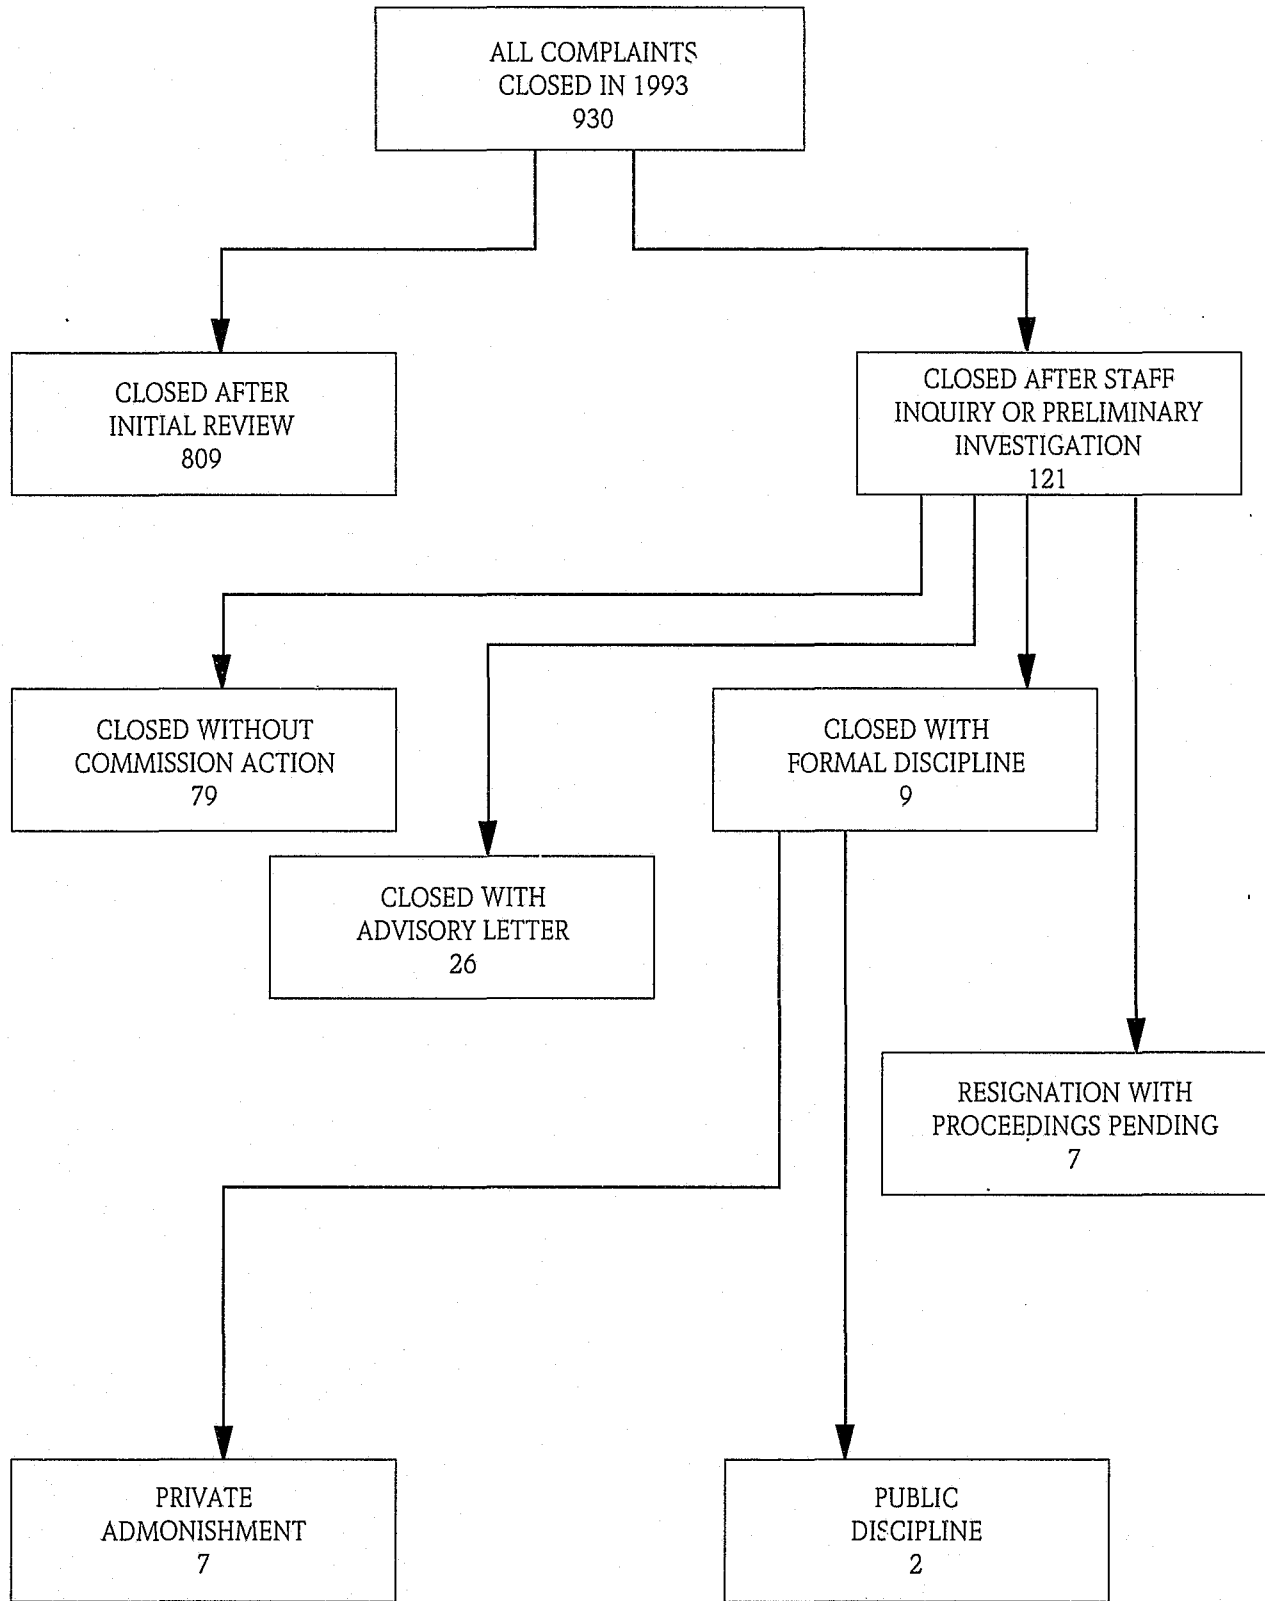 ALL COMPLAINTS
CLOSED IN 1993
930
CLOSED AFTER
INITIAL REVIEW
809
CLOSED AFTER STAFF
INQUIRY OR PRELIMINARY
INVESTIGATION
121
CLOSED WITHOUT
COMMISSION ACTION
79
CLOSED WITH
FORMAL DISCIPLINE
9
CLOSED WITH
ADVISORY LETTER
26
RESIGNATION WITH
PROCEEDINGS PENDING
7
PRIVATE
ADMONISHMENT
7
PUBLIC
DISCIPLINE
2